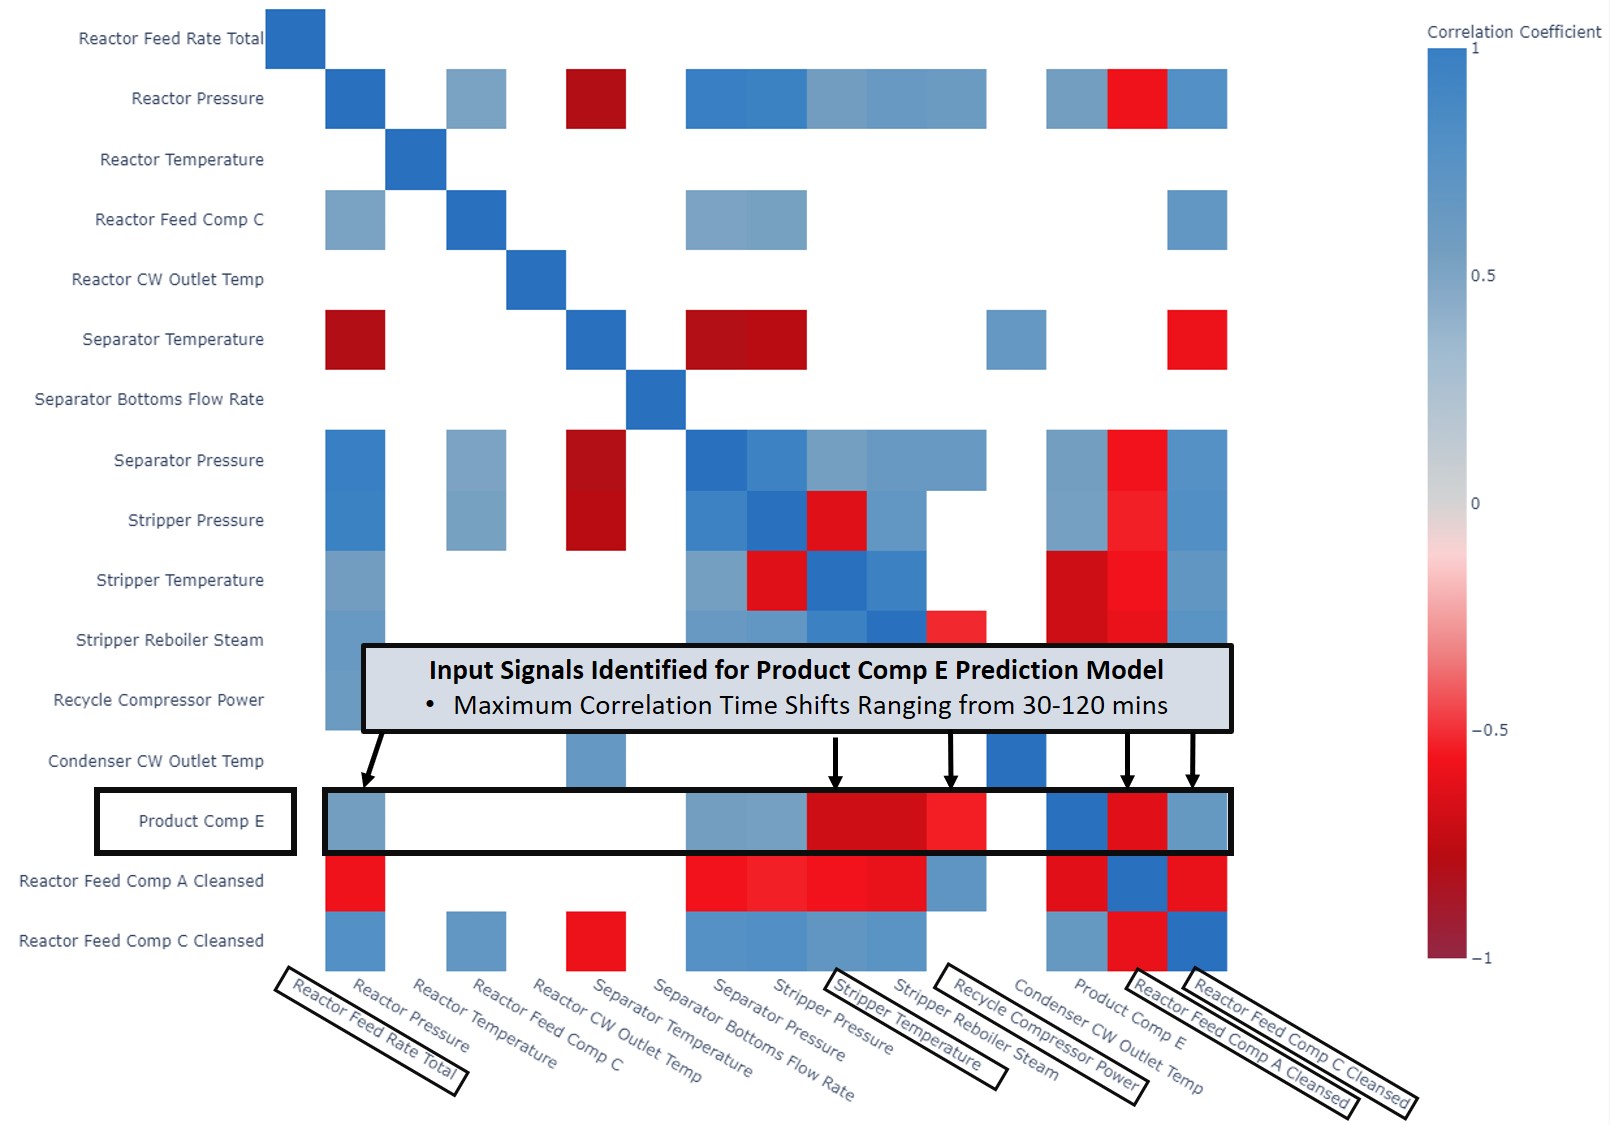 Correlation Coefficient
Reactor Feed Rate Total
Reactor Pressure
Reactor Temperature
Reactor Feed Comp C
Reactor CW Outlet Temp
Separator Temperature
Separator Bottoms Flow Rate
Separator Pressure
Stripper Pressure
Stripper Temperature
Stripper Reboiler Steam
Recycle Compressor Power
Condenser CW Outlet Temp
Product Comp E
Reactor Feed Comp A Cleansed
Reactor Feed Comp C Cleansed
Input Signals Identified for Product Comp E Prediction Model
• Maximum Correlation Time Shifts Ranging from 30-120 mins
1
0.5
0
−0.5
−1
Reactor Feed Rate Total
Reactor Pressure
Reactor Temperature
Reactor Feed Comp C
Reactor CW Outlet Temp
Separator Temperature
Separator Bottoms Flow Rate
Separator Pressure
Stripper Pressure
Stripper Temperature
Stripper Reboiler Steam
Recycle Compressor Power
Condenser CW Outlet Temp
Product Comp E
Reactor Feed Comp A Cleansed
Reactor Feed Comp C Cleansed